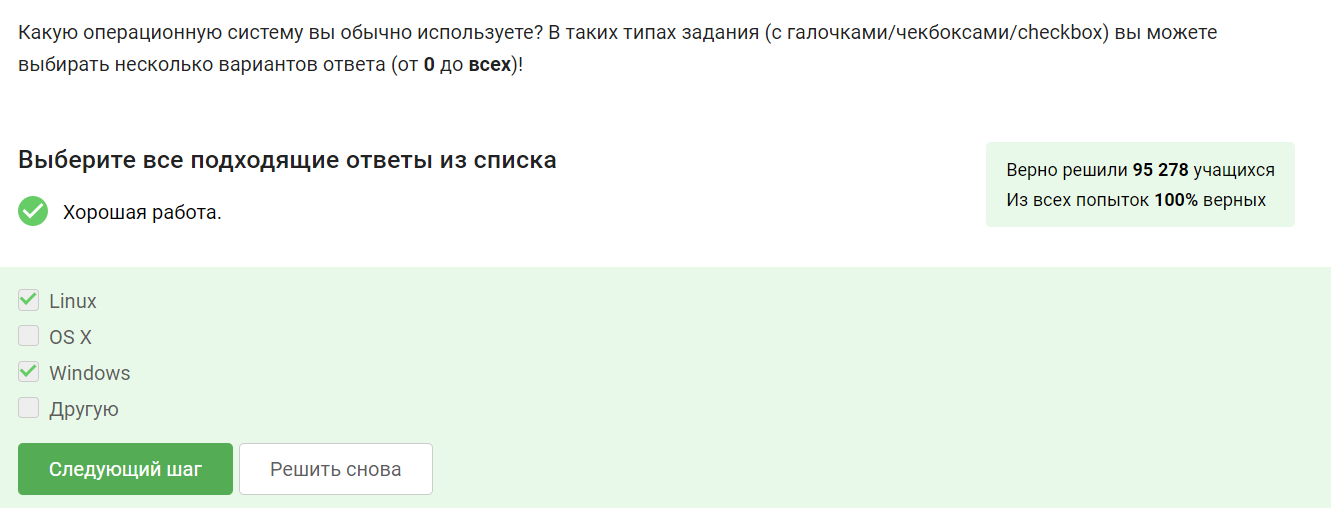 Какую операционную систему вы обычно используете? В таких типах задания (с галочками/чекбоксами/checkbox) вы можете
выбирать несколько вариантов ответа (от 0 до всех)!
Выберите все подходящие ответы из списка
Хорошая работа.
Верно решили 95 278 учащихся
Из всех попыток 100% верных
Linux
OS X
Windows
Другую
Следующий шаг
Решить снова